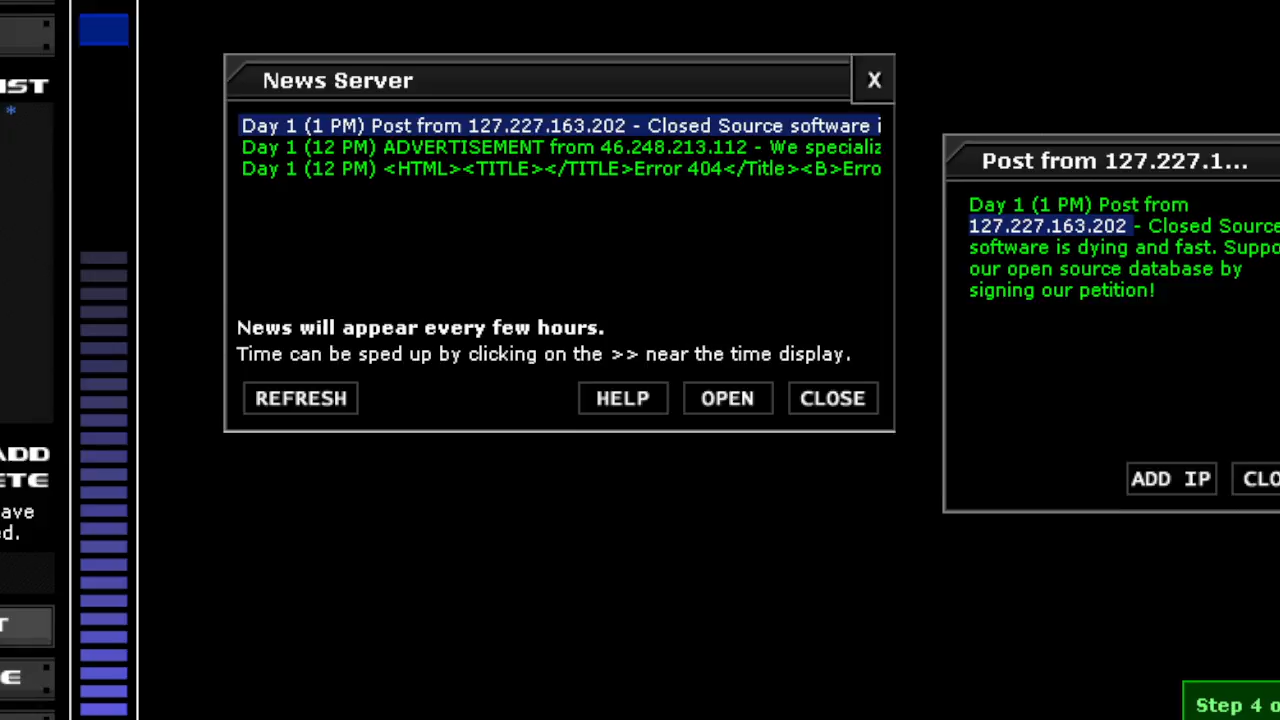 IST
*
ADD
ETE
ave
ed.
T
E
News Server
X
Day 1 (1 PM) Post from 127.227.163.202 - Closed Source software i
Day 1 (12 PM) ADVERTISEMENT from 46.248.213.112 - We specializ
Day 1 (12 PM) <HTML><TITLE></TITLE>Error 404</Title><B>Erro
News will appear every few hours.
Time can be sped up by clicking on the >> near the time display.
REFRESH HELP OPEN CLOSE
Post from 127.227.1...
Day 1 (1 PM) Post from
127.227.163.202 - Closed Source
software is dying and fast. Suppo
our open source database by
signing our petition!
ADD IP CLO
Step 4 o